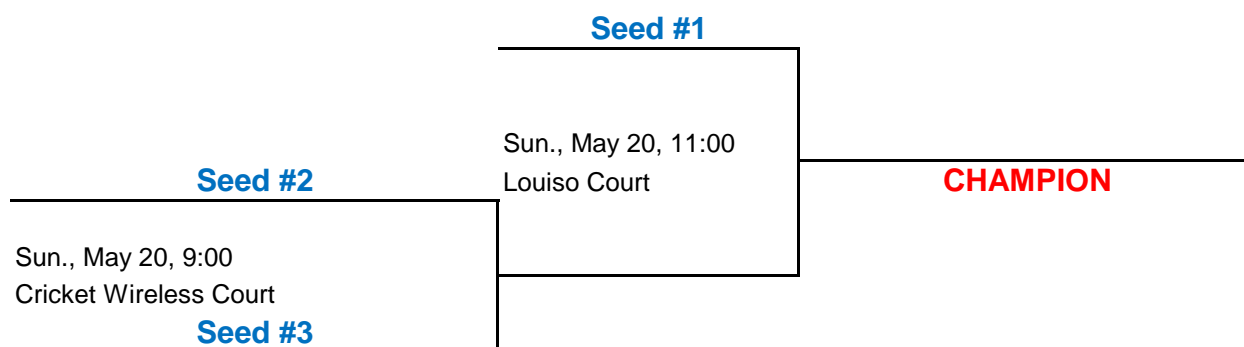 Seed #1
Sun., May 20, 11:00
Louiso Court
CHAMPION
Seed #2
Sun., May 20, 9:00
Cricket Wireless Court
Seed #3